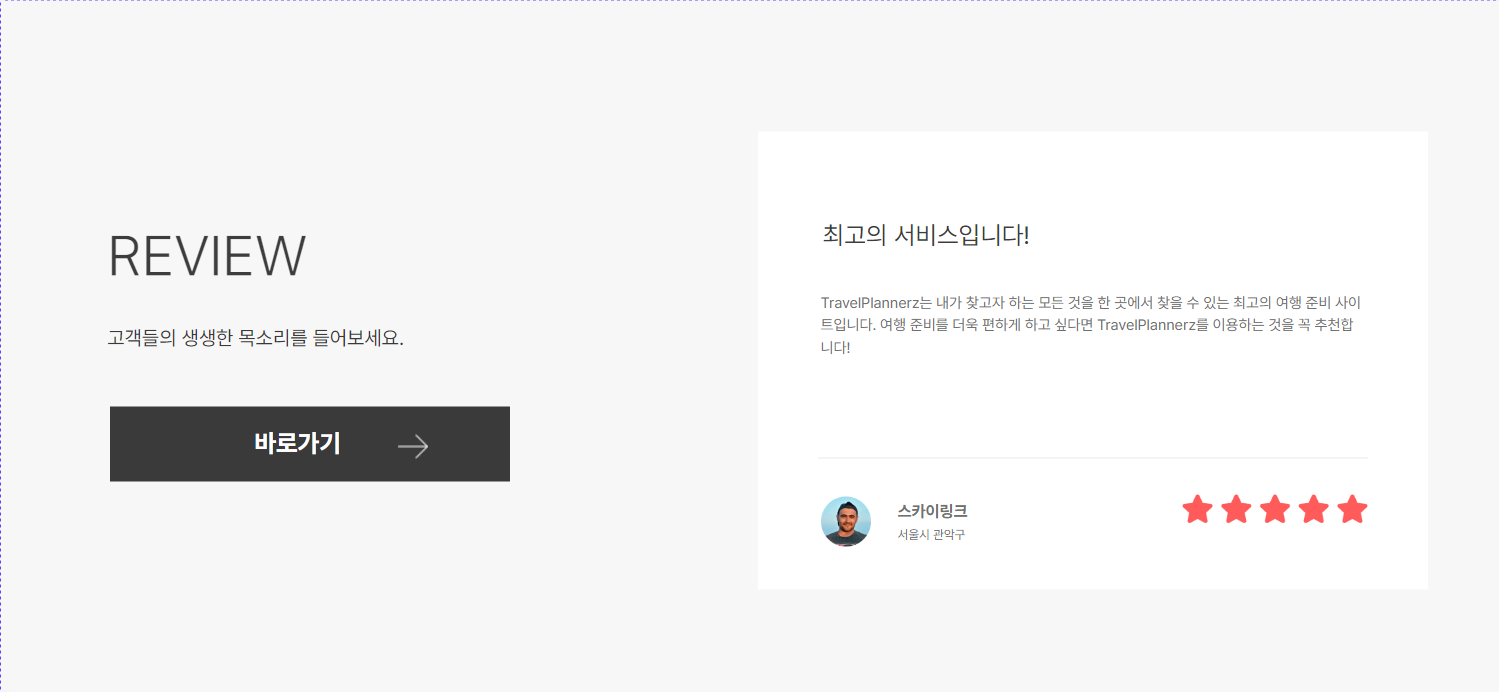 REVIEW
고객들의 생생한 목소리를 들어보세요.
바로가기
최고의 서비스입니다!
TravelPlannerz는 내가 찾고자 하는 모든 것을 한 곳에서 찾을 수 있는 최고의 여행 준비 사이
트입니다. 여행 준비를 더욱 편하게 하고 싶다면 TravelPlannerz를 이용하는 것을 꼭 추천합
니다!
스카이링크
서울시 관악구